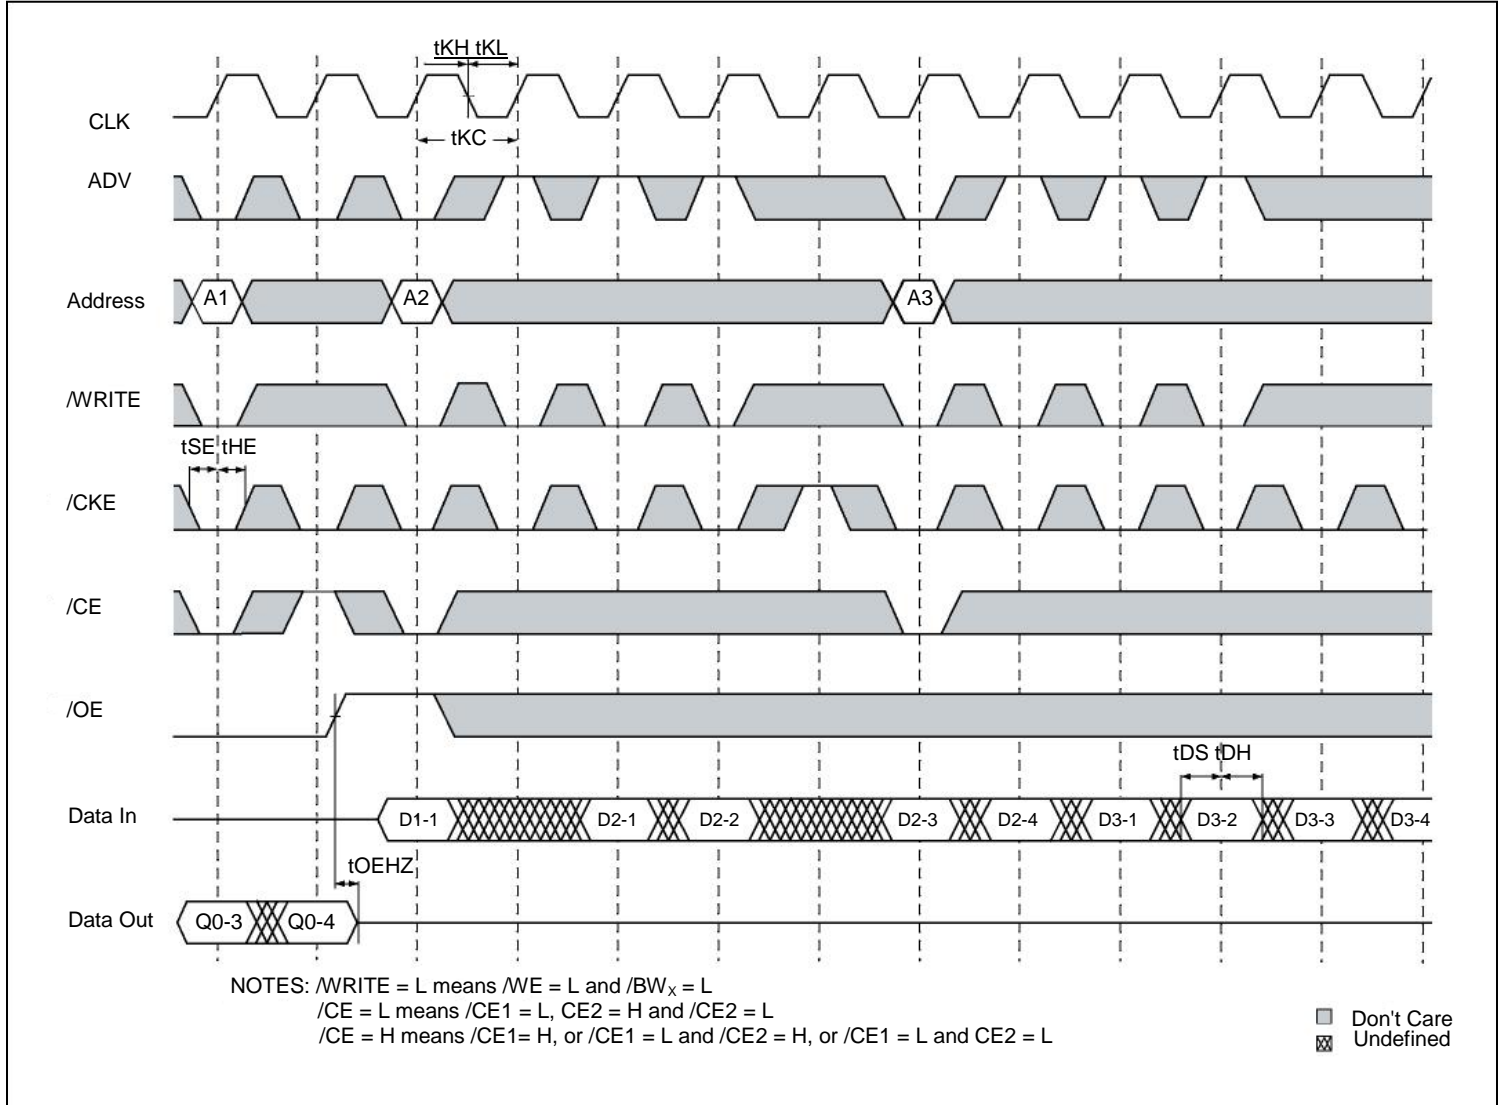 tKH tKL
CLK
tKC
ADV
Address
A1
A2
A3
/WRITE
tSE tHE
/CKE
/CE
/OE
tDS tDH
Data In
D1-1
D2-1
D2-2
D2-3
D2-4
D3-1
D3-2
D3-3
D3-4
tOEHZ
Data Out
Q0-3
Q0-4
NOTES: /WRITE = L means /WE = L and /BWX = L
/CE = L means /CE1 = L, CE2 = H and /CE2 = L
/CE = H means /CE1= H, or /CE1 = L and /CE2 = H, or /CE1 = L and CE2 = L
Don't Care
Undefined